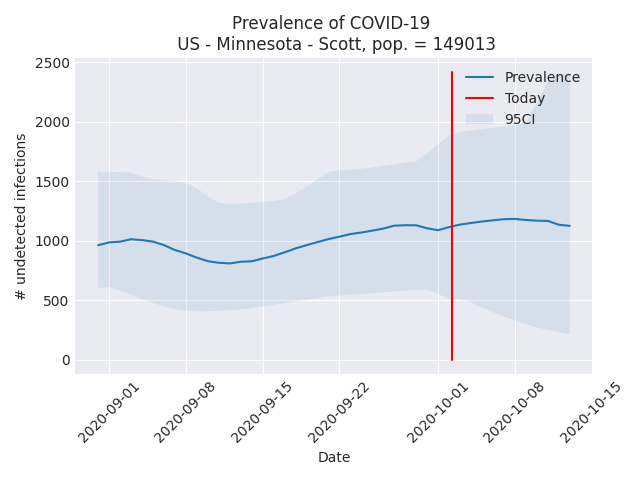 Prevalence of COVID-19
US - Minnesota - Scott, pop. = 149013
# undetected infections
2500
2000
1500
1000
500
0
Prevalence
Today
95CI
2020-09-01
2020-09-08
2020-09-15
2020-09-22
2020-10-01
2020-10-08
2020-10-15
Date